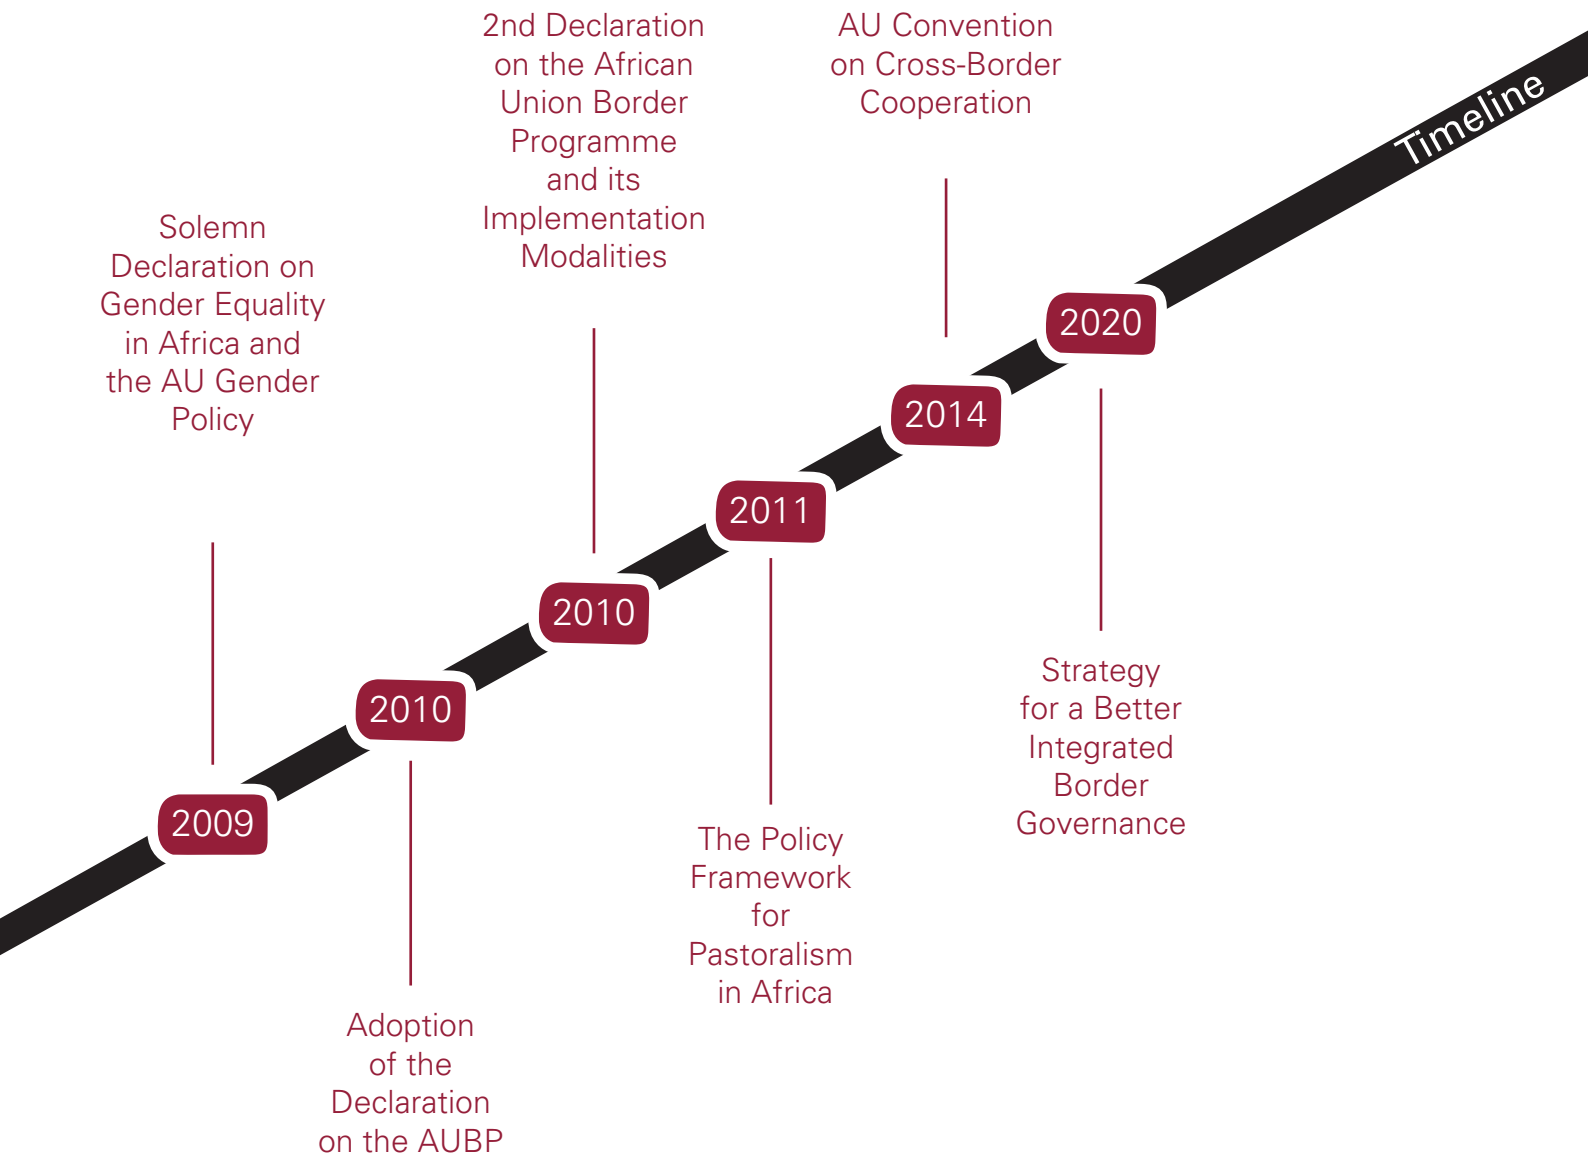 Solemn
Declaration on
Gender Equality
in Africa and
the AU Gender
Policy
2009
2010
Adoption
of the
Declaration
on the AUBP
2nd Declaration
on the African
Union Border
Programme
and its
Implementation
Modalities
2010
2011
The Policy
Framework
for
Pastoralism
in Africa
AU Convention
on Cross-Border
Cooperation
2014
2020
Strategy
for a Better
Integrated
Border
Governance
Timeline